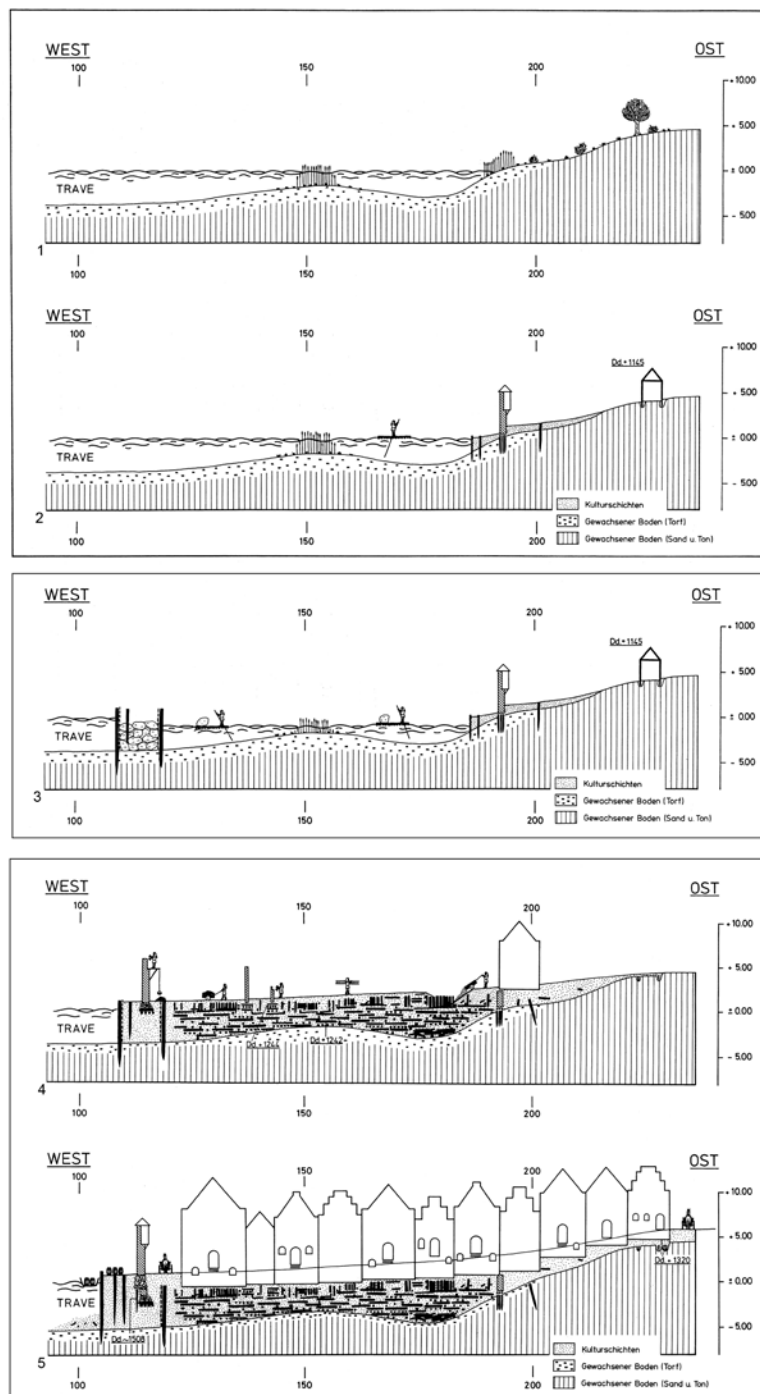 WEST
OST
100
150
200
+ 10.00
+ 5.00
± 0.00
- 5.00
TRAVE
1
100
150
200
WEST
OST
100
150
200
+ 10.00
Dd.+1145
+ 5.00
± 0.00
TRAVE
- 5.00
Kulturschichten
Gewachsener Boden (Torf)
Gewachsener Boden (Sand u. Ton)
2
100
150
200
WEST
OST
100
150
200
+ 10.00
Dd.+1145
+ 5.00
± 0.00
TRAVE
- 5.00
Kulturschichten
Gewachsener Boden (Torf)
Gewachsener Boden (Sand u. Ton)
3
100
150
200
WEST
OST
100
150
200
+ 10.00
+ 5.00
± 0.00
TRAVE
Dd.+1242
- 5.00
4
100
150
200
WEST
OST
100
150
200
+ 10.00
+ 5.00
Dd.+ 1320
± 0.00
TRAVE
- 5.00
Dd.~1508
Kulturschichten
Gewachsener Boden (Torf)
Gewachsener Boden (Sand u. Ton)
5
100
150
200